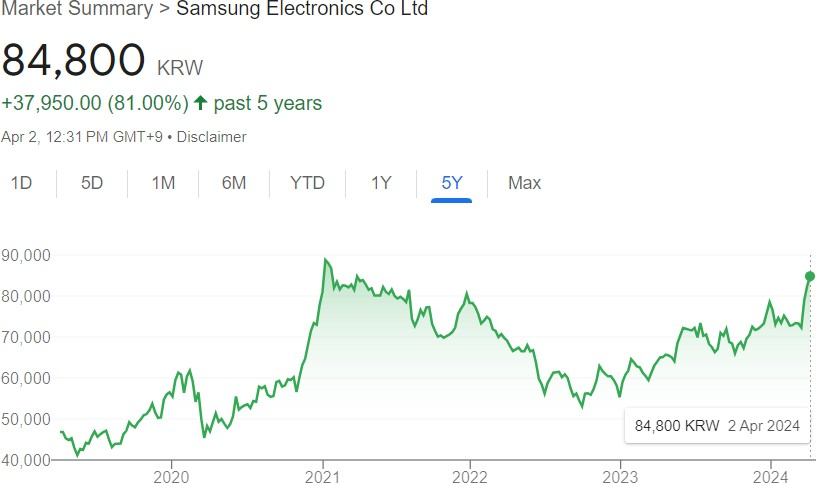 Market Summary > Samsung Electronics Co Ltd
84,800 KRW
+37,950.00 (81.00%) ↑ past 5 years
Apr 2, 12:31 PM GMT+9 • Disclaimer
1D 5D 1M 6M YTD 1Y 5Y Max
90,000
80,000
70,000
60,000
50,000
84,800 KRW 2 Apr 2024
40,000
2020 2021 2022 2023 2024